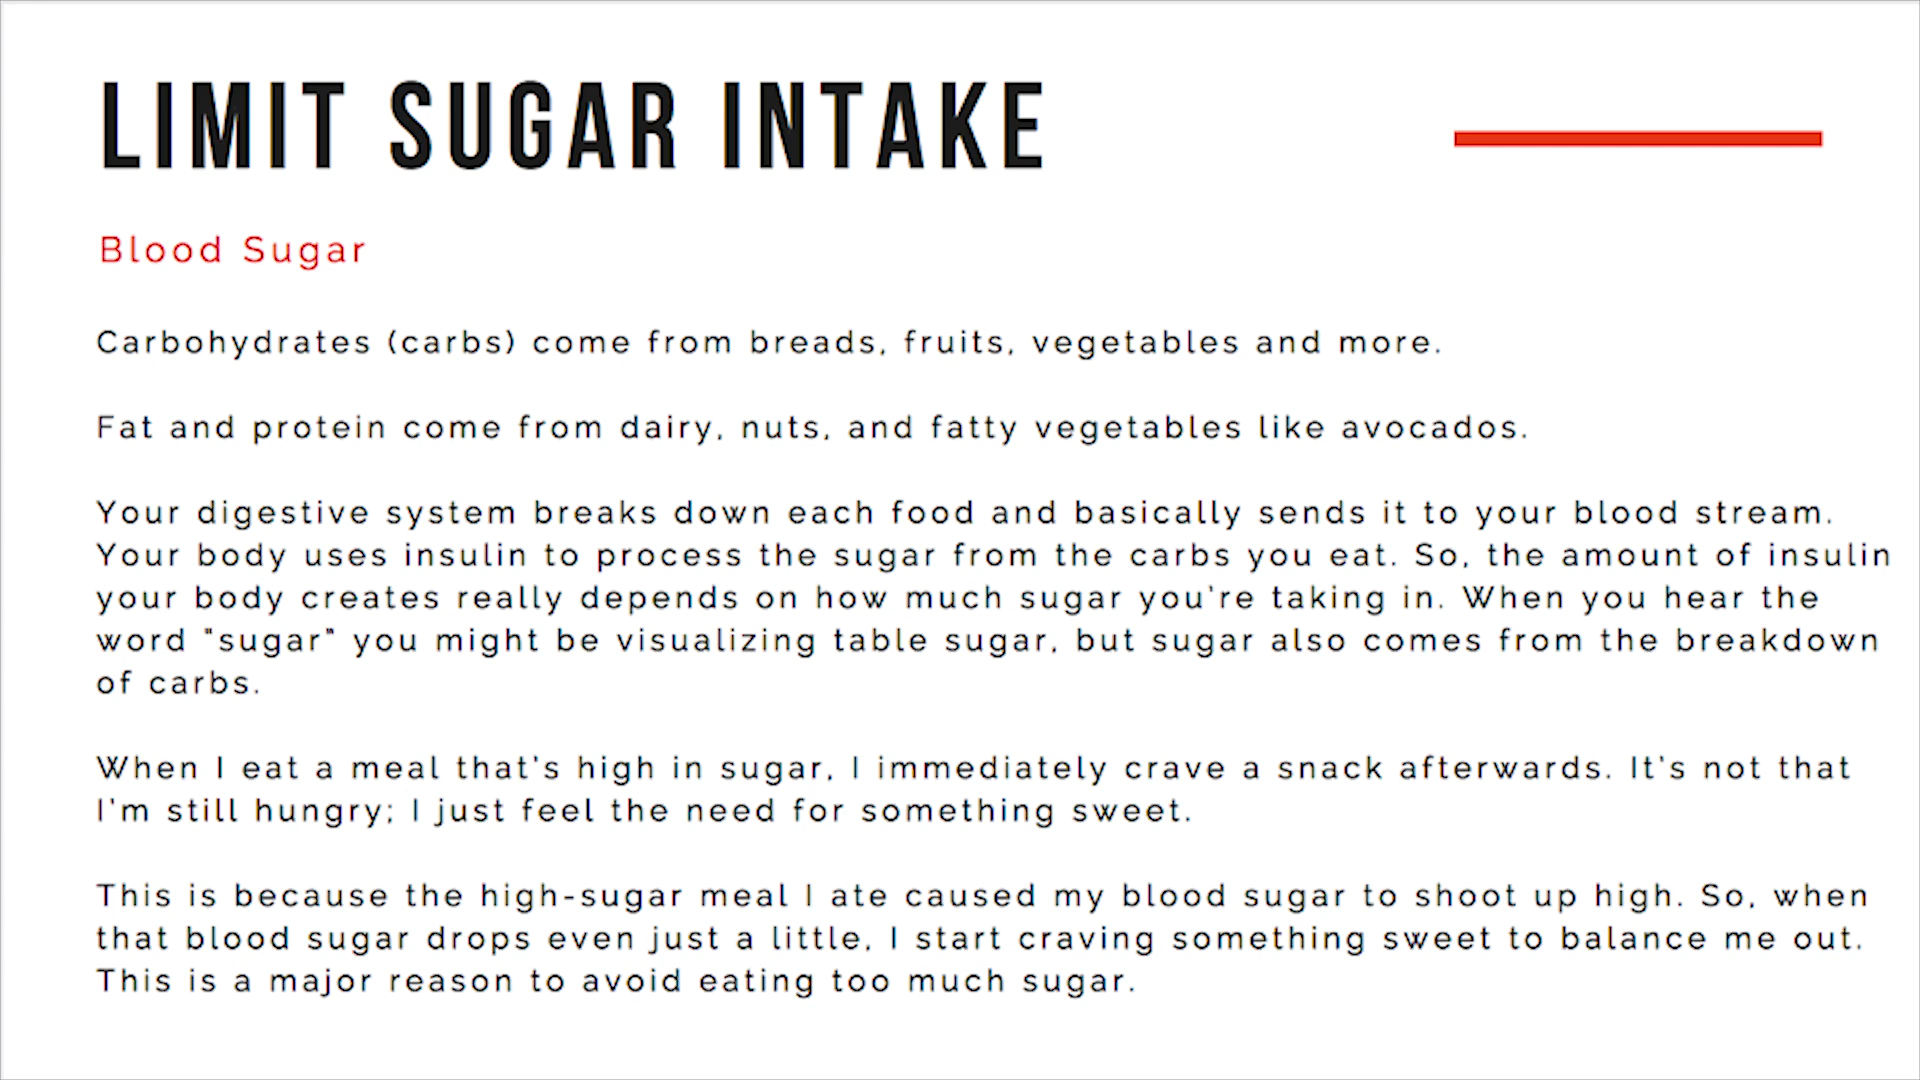 LIMIT SUGAR INTAKE
Blood Sugar
Carbohydrates (carbs) come from breads, fruits, vegetables and more.
Fat and protein come from dairy, nuts, and fatty vegetables like avocados.
Your digestive system breaks down each food and basically sends it to your blood stream.
Your body uses insulin to process the sugar from the carbs you eat. So, the amount of insulin
your body creates really depends on how much sugar you're taking in. When you hear the
word "sugar" you might be visualizing table sugar, but sugar also comes from the breakdown
of carbs.
When I eat a meal that's high in sugar, I immediately crave a snack afterwards. It's not that
I'm still hungry; I just feel the need for something sweet.
This is because the high-sugar meal I ate caused my blood sugar to shoot up high. So, when
that blood sugar drops even just a little, I start craving something sweet to balance me out.
This is a major reason to avoid eating too much sugar.